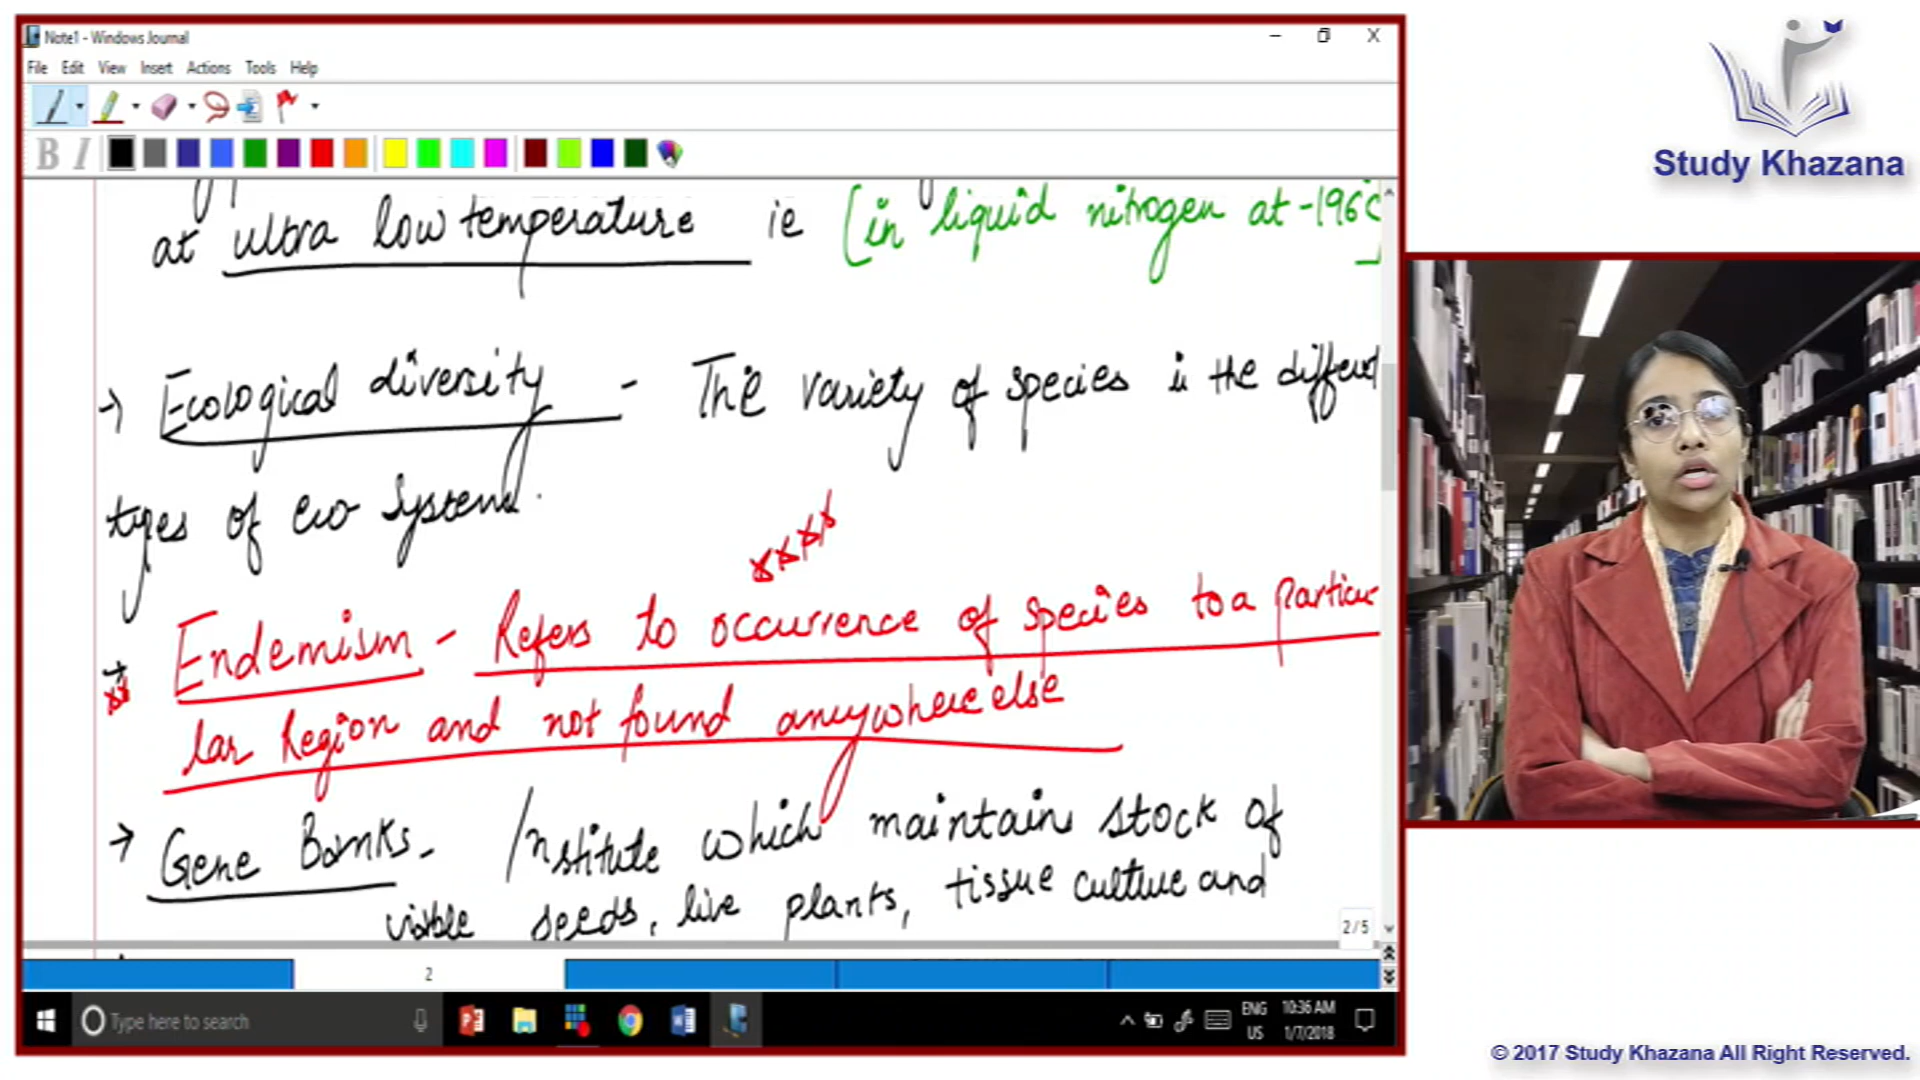 Note1 - Windows Journal
File Edit View Insert Actions Tools Help
B I
at ultra low temperature ie (in liquid nitrogen at -196°C
→ Ecological diversity - The variety of species in the different
types of eco system.
→ Endemism - Refers to occurrence of species to a particu
lar Region and not found anywhere else
→ Gene Banks - Institute which maintain stock of
viable seeds, live plants, tissue culture and
2/5
2
Type here to search
ENG
US
10:36 AM
1/7/2018
Study Khazana
© 2017 Study Khazana All Right Reserved.